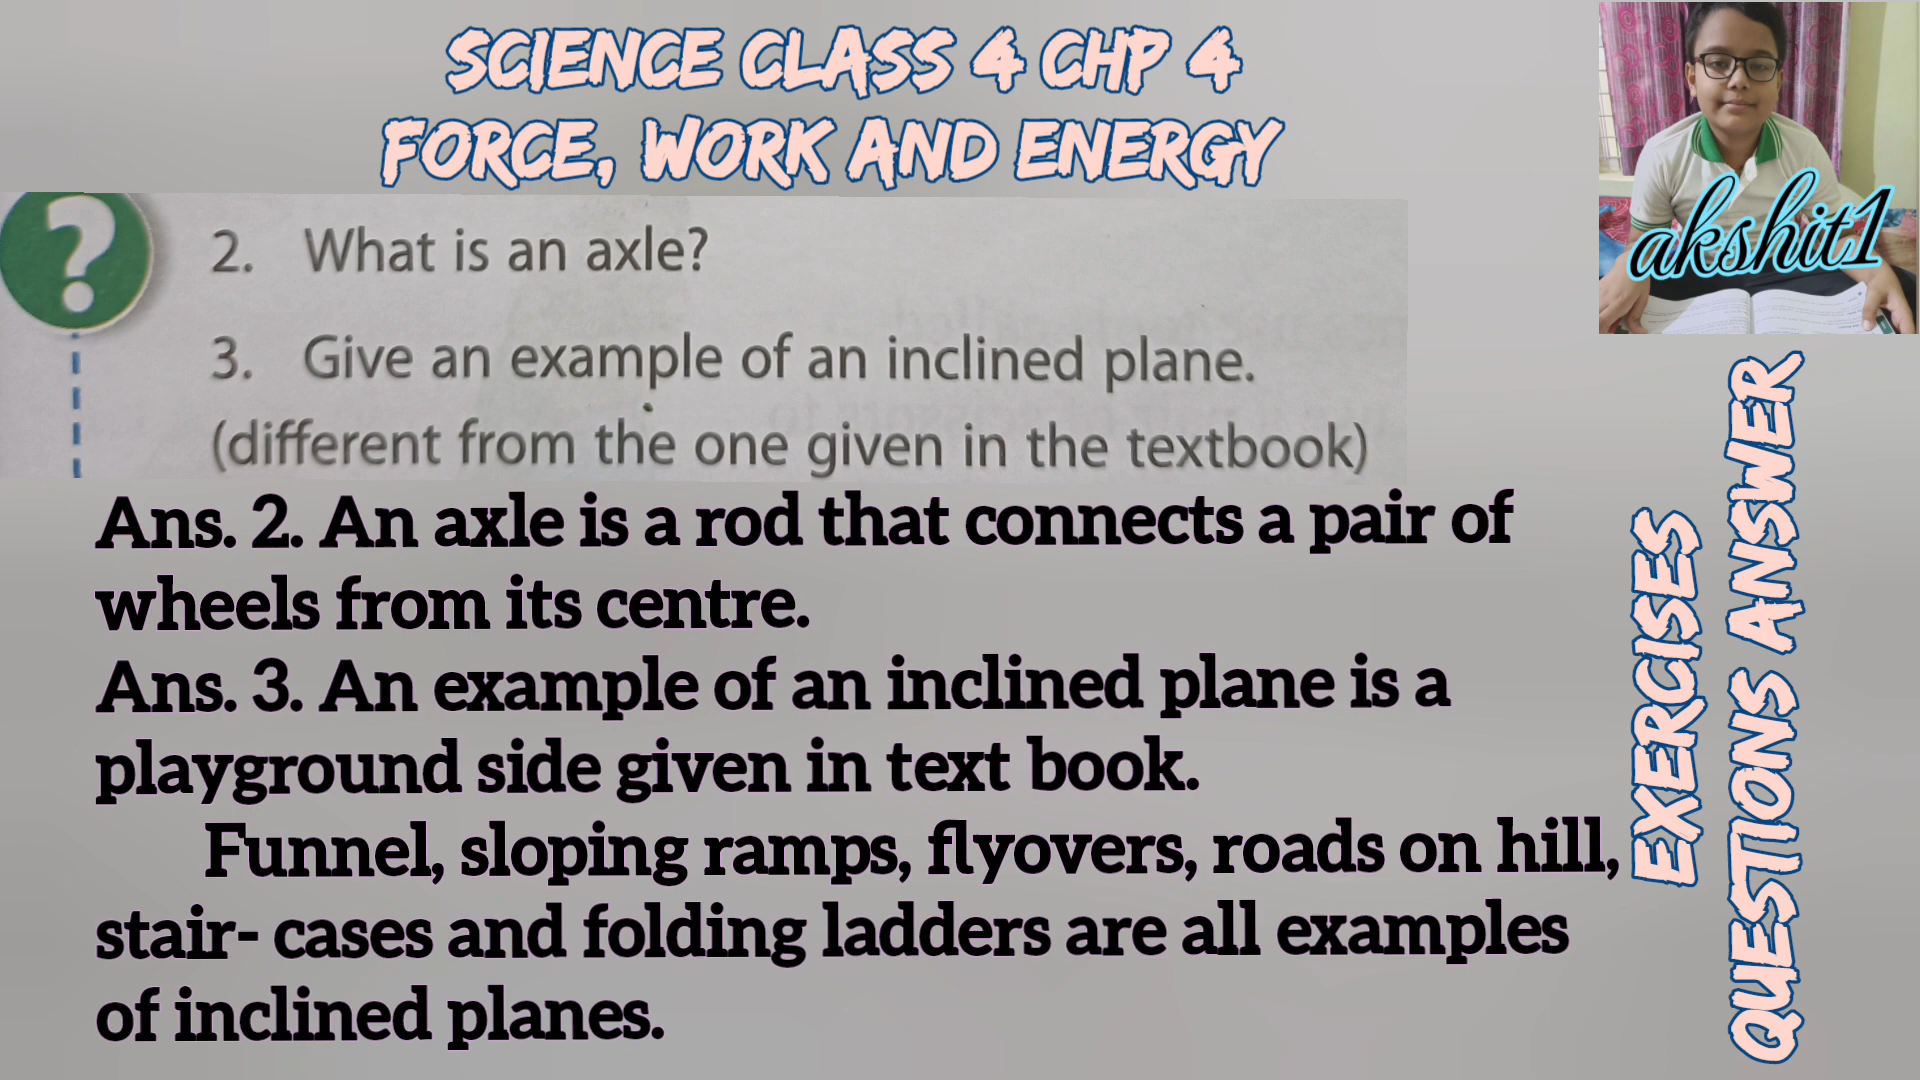 SCIENCE CLASS 4 CHP 4
FORCE, WORK AND ENERGY
akshit1
?
2. What is an axle?
3. Give an example of an inclined plane.
(different from the one given in the textbook)
Ans. 2. An axle is a rod that connects a pair of
wheels from its centre.
Ans. 3. An example of an inclined plane is a
playground side given in text book.
Funnel, sloping ramps, flyovers, roads on hill,
stair- cases and folding ladders are all examples
of inclined planes.
EXERCISES
QUESTIONS ANSWER